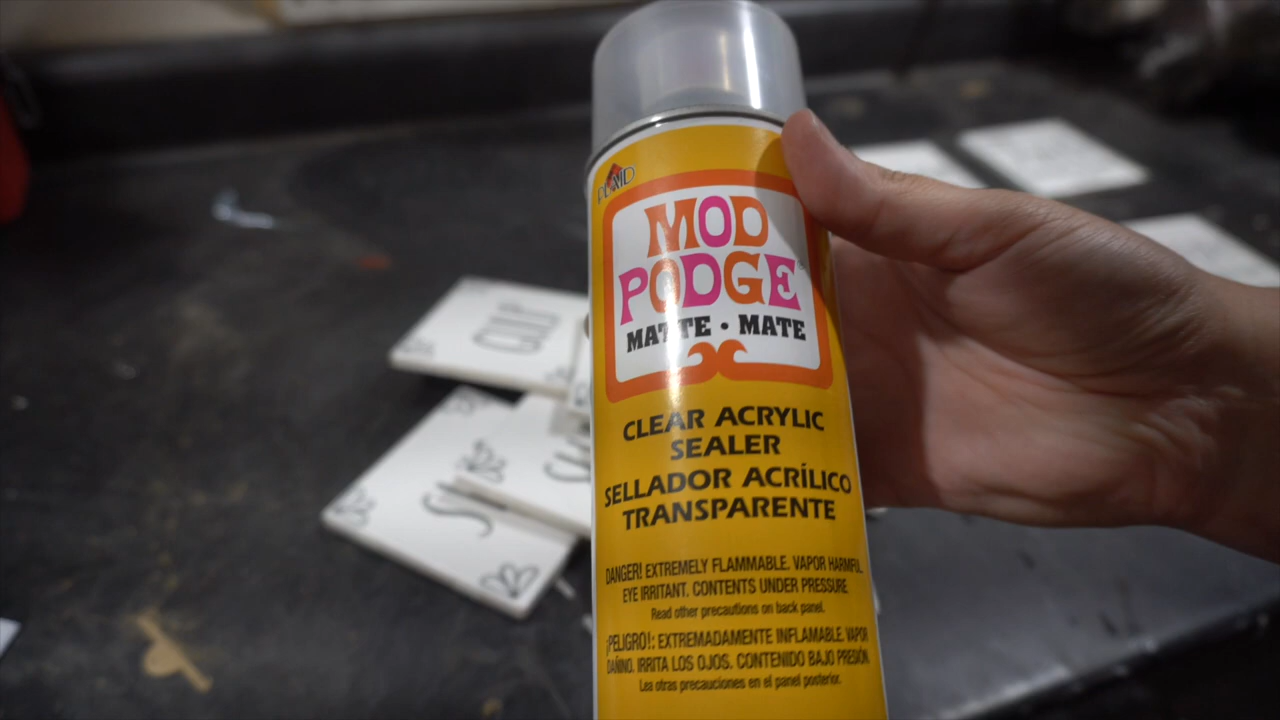 PLAID
MOD
PODGE
MATTE • MATE
CLEAR ACRYLIC
SEALER
SELLADOR ACRÍLICO
TRANSPARENTE
DANGER! EXTREMELY FLAMMABLE. VAPOR HARMFUL.
EYE IRRITANT. CONTENTS UNDER PRESSURE
Read other precautions on back panel.
¡PELIGRO!: EXTREMADAMENTE INFLAMABLE. VAPOR
DAÑINO. IRRITA LOS OJOS. CONTENIDO BAJO PRESIÓN
Lea otras precauciones en el panel posterior.